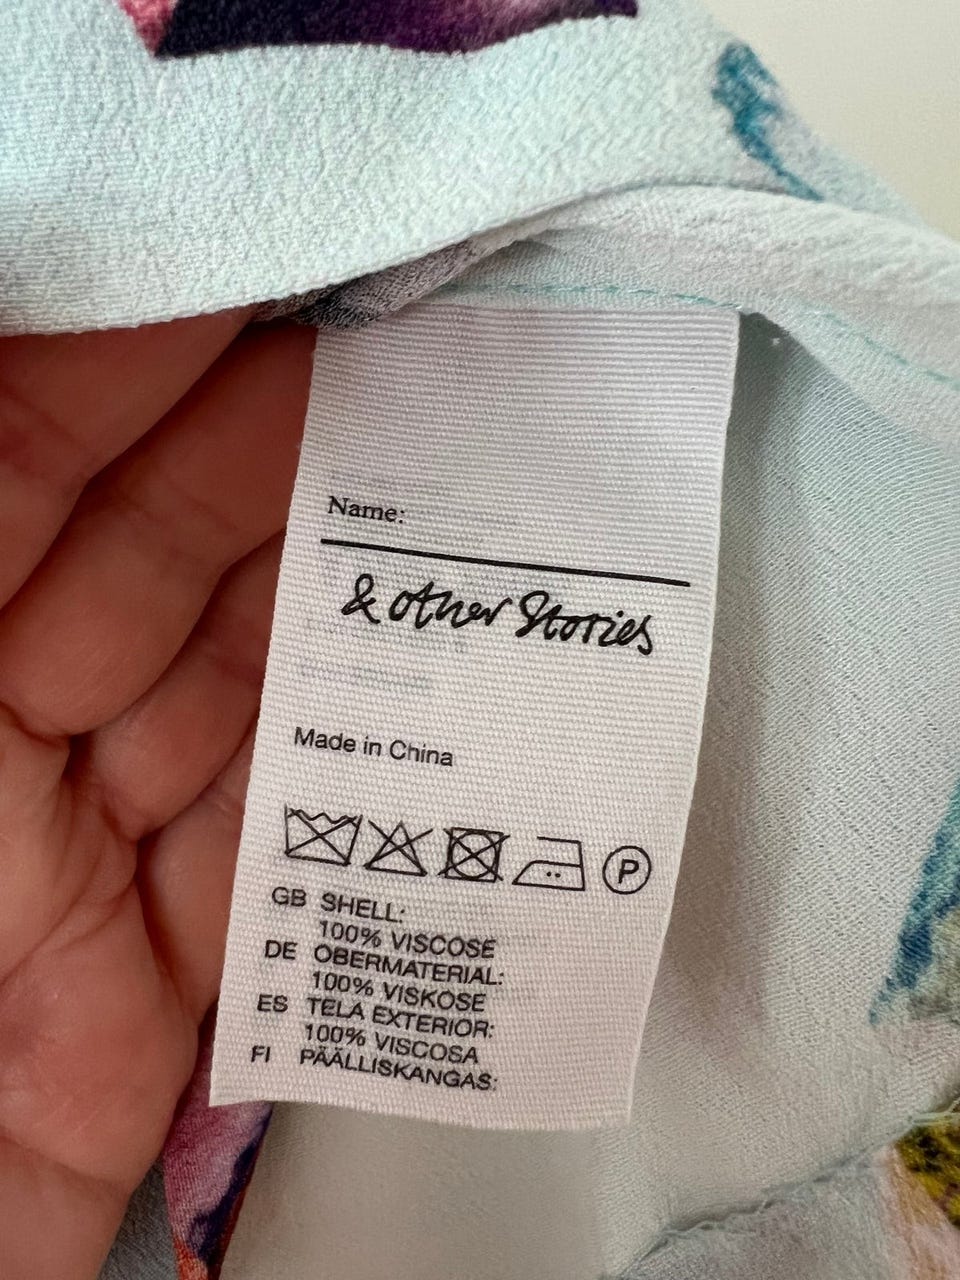 Name:
& other Stories
Made in China
P
GB SHELL:
100% VISCOSE
DE OBERMATERIAL:
100% VISKOSE
ES TELA EXTERIOR:
100% VISCOSA
FI PÄÄLLISKANGAS: